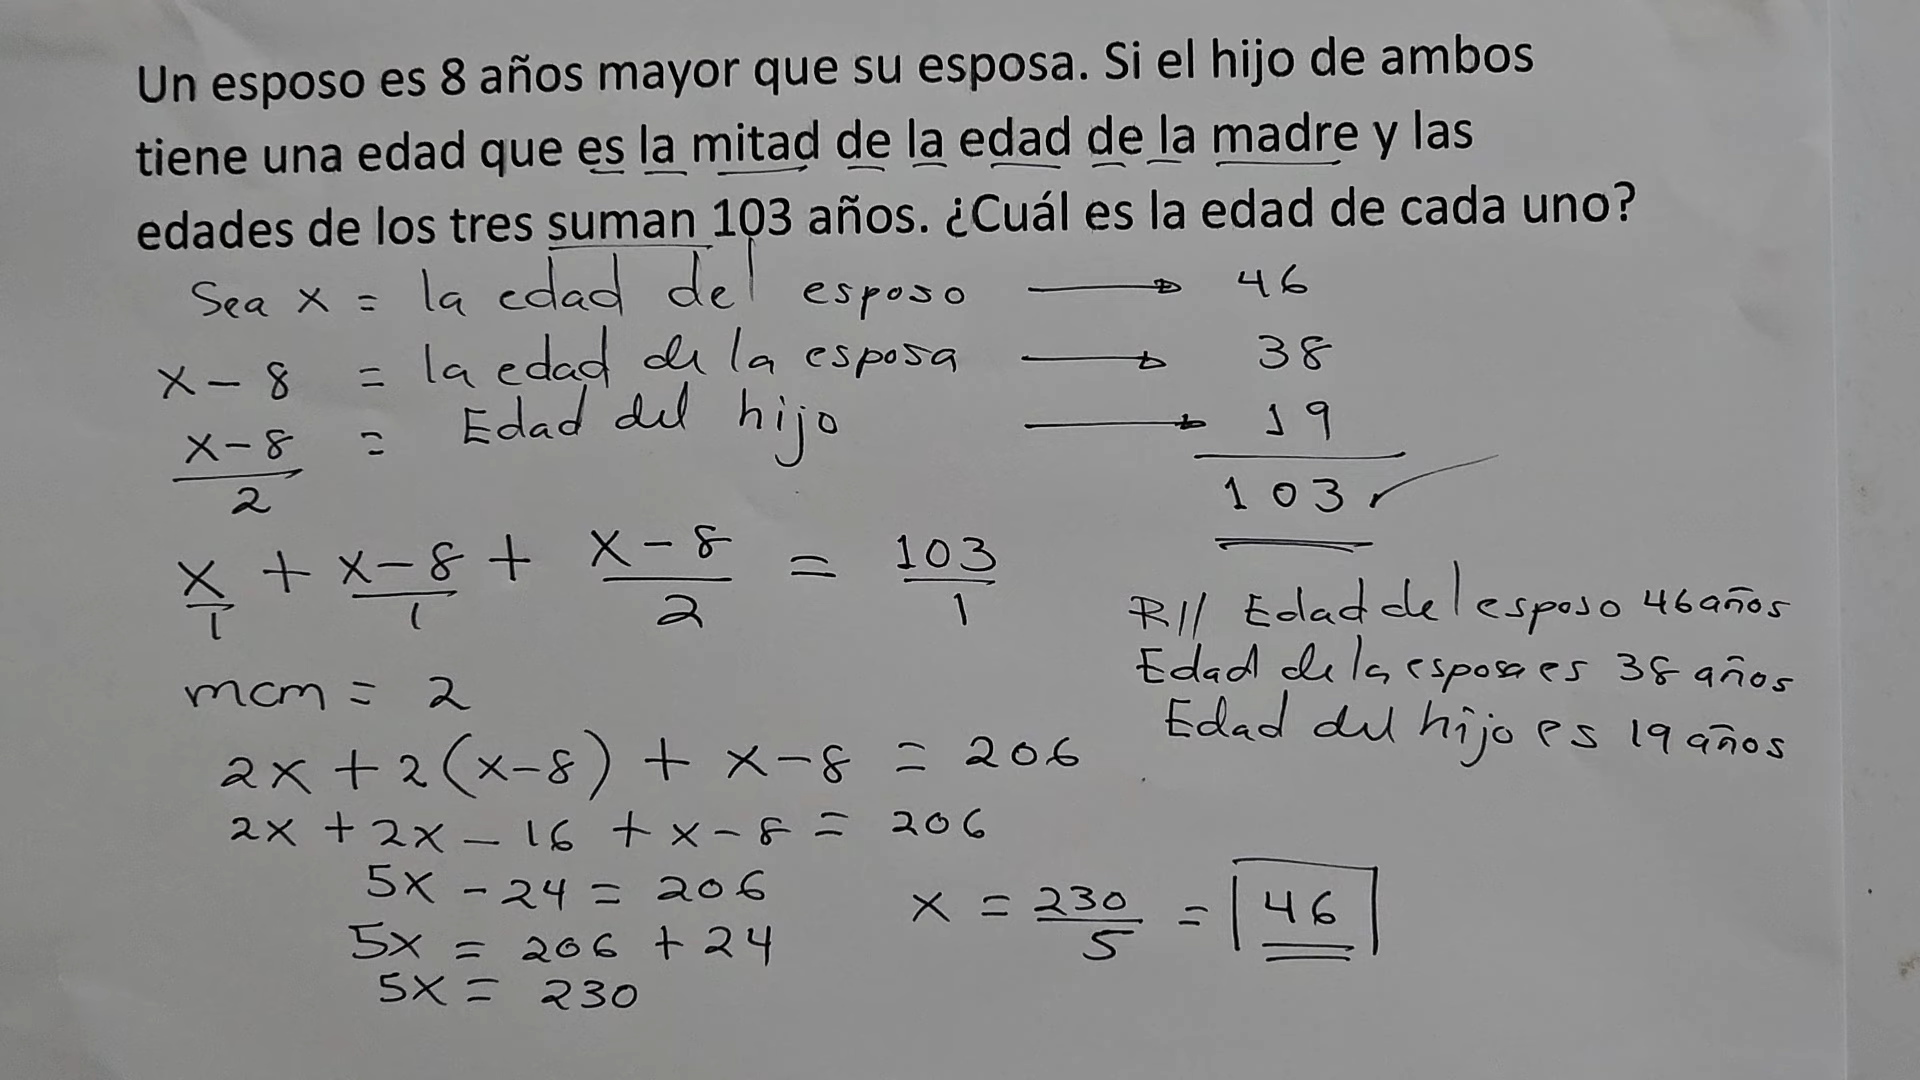 Un esposo es 8 años mayor que su esposa. Si el hijo de ambos
tiene una edad que es la mitad de la edad de la madre y las
edades de los tres suman 103 años. ¿Cuál es la edad de cada uno?
Sea x = la edad del esposo → 46
x - 8 = la edad de la esposa → 38
x-8/2 = Edad del hijo → 19
103 ✓
x/1 + x-8/1 + x-8/2 = 103/1
mcm = 2
2x + 2(x-8) + x-8 = 206
2x + 2x - 16 + x-8 = 206
5x - 24 = 206
5x = 206 + 24
5x = 230
x = 230/5 = 46
R// Edad del esposo 46 años
Edad de la esposa es 38 años
Edad del hijo es 19 años